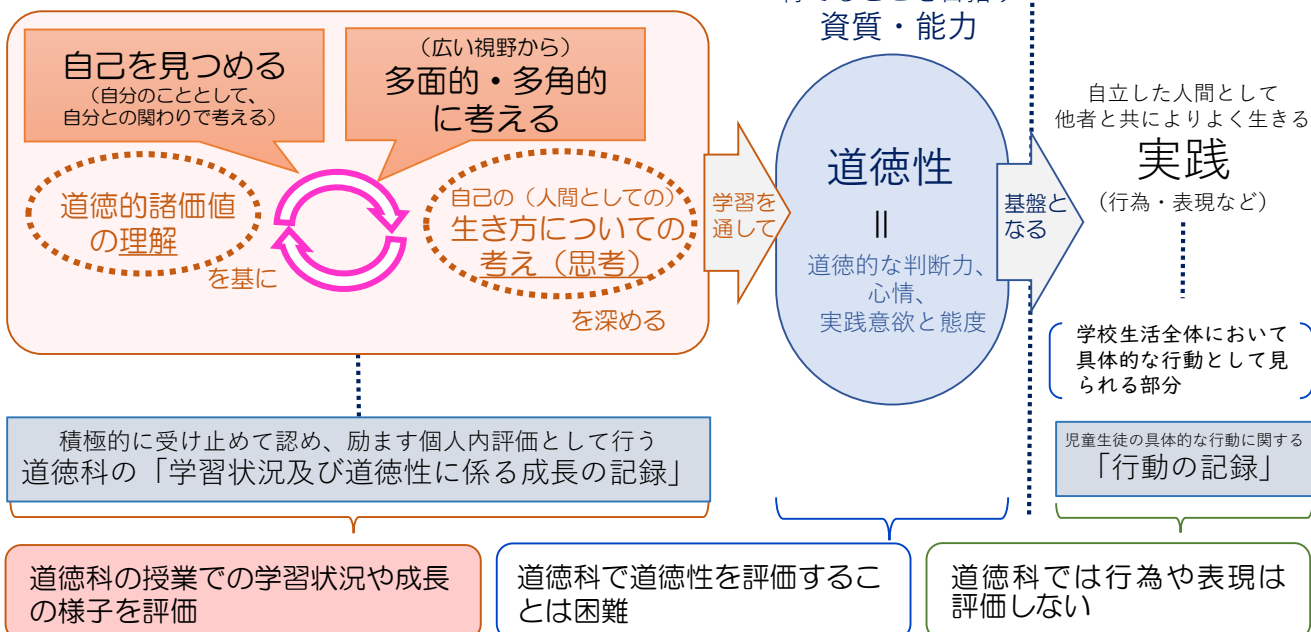 資質・能力
自己を見つめる
（自分のこととして、
自分との関わりで考える）
（広い視野から）
多面的・多角的
に考える
道徳的諸価値
の理解
を基に
自己の（人間としての）
生き方についての
考え（思考）
を深める
学習を
通して
道徳性
＝
道徳的な判断力、
心情、
実践意欲と態度
基盤と
なる
自立した人間として
他者と共によりよく生きる
実践
（行為・表現など）
学校生活全体において
具体的な行動として見
られる部分
積極的に受け止めて認め、励ます個人内評価として行う
道徳科の「学習状況及び道徳性に係る成長の記録」
児童生徒の具体的な行動に関する
「行動の記録」
道徳科の授業での学習状況や成長
の様子を評価
道徳科で道徳性を評価するこ
とは困難
道徳科では行為や表現は
評価しない